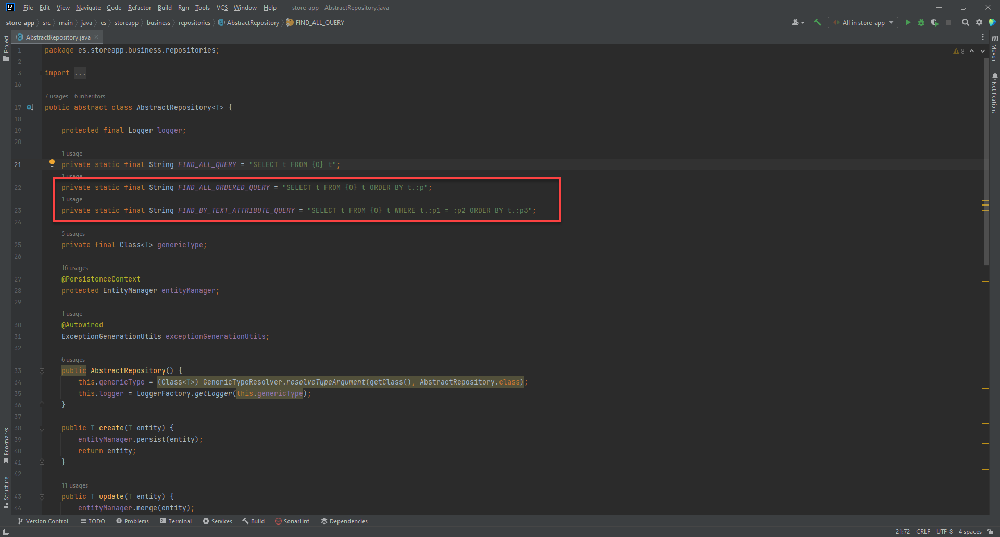 File Edit View Navigate Code Refactor Build Run Tools VCS Window Help store-app - AbstractRepository.java
store-app src main java es storeapp business repositories AbstractRepository FIND_ALL_QUERY All in store-app
AbstractRepository.java
Project
Maven
Notifications
8
1 package es.storeapp.business.repositories;
2
3 import ...
16
7 usages 6 inheritors
17 public abstract class AbstractRepository<T> {
18
19 protected final Logger logger;
20
1 usage
21 private static final String FIND_ALL_QUERY = "SELECT t FROM {0} t";
1 usage
22 private static final String FIND_ALL_ORDERED_QUERY = "SELECT t FROM {0} t ORDER BY t.:p";
1 usage
23 private static final String FIND_BY_TEXT_ATTRIBUTE_QUERY = "SELECT t FROM {0} t WHERE t.:p1 = :p2 ORDER BY t.:p3";
24
5 usages
25 private final Class<T> genericType;
26
16 usages
27 @PersistenceContext
28 protected EntityManager entityManager;
29
1 usage
30 @Autowired
31 ExceptionGenerationUtils exceptionGenerationUtils;
32
6 usages
33 public AbstractRepository() {
34 this.genericType = (Class<T>) GenericTypeResolver.resolveTypeArgument(getClass(), AbstractRepository.class);
35 this.logger = LoggerFactory.getLogger(this.genericType);
36 }
37
38 public T create(T entity) {
39 entityManager.persist(entity);
40 return entity;
41 }
42
11 usages
43 public T update(T entity) {
44 entityManager.merge(entity);
Bookmarks
Structure
Version Control TODO Problems Terminal Services Build SonarLint Dependencies
21:72 CRLF UTF-8 4 spaces